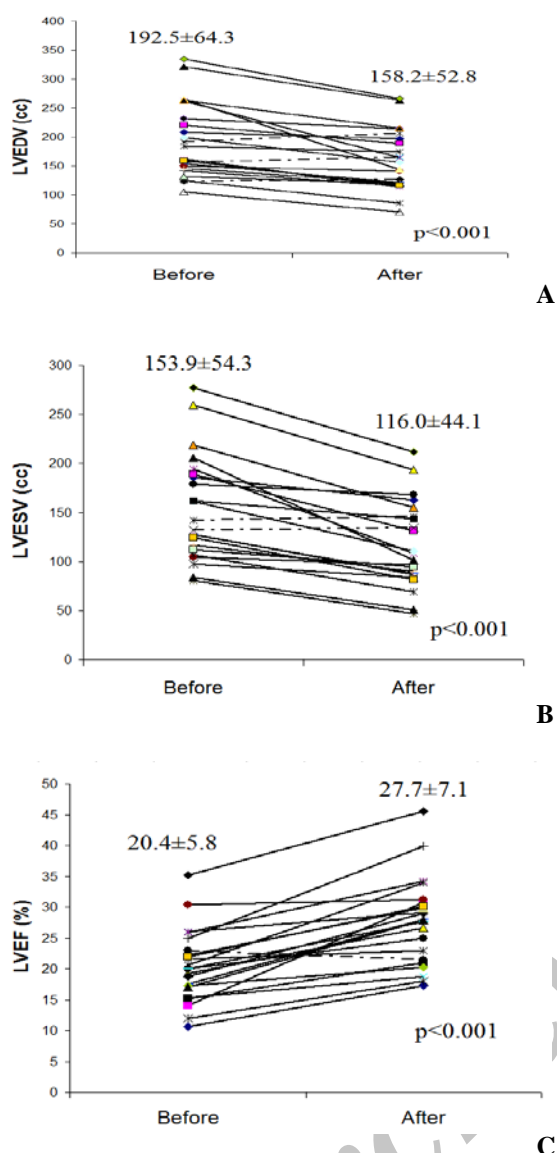 400
350
300
250
200
150
100
50
0
LVEDV (cc)
192.5±64.3
158.2±52.8
p<0.001
Before After
A
300
250
200
150
100
50
0
LVESV (cc)
153.9±54.3
116.0±44.1
p<0.001
Before After
B
50
45
40
35
30
25
20
15
10
5
0
LVEF (%)
20.4±5.8
27.7±7.1
p<0.001
Before After
C